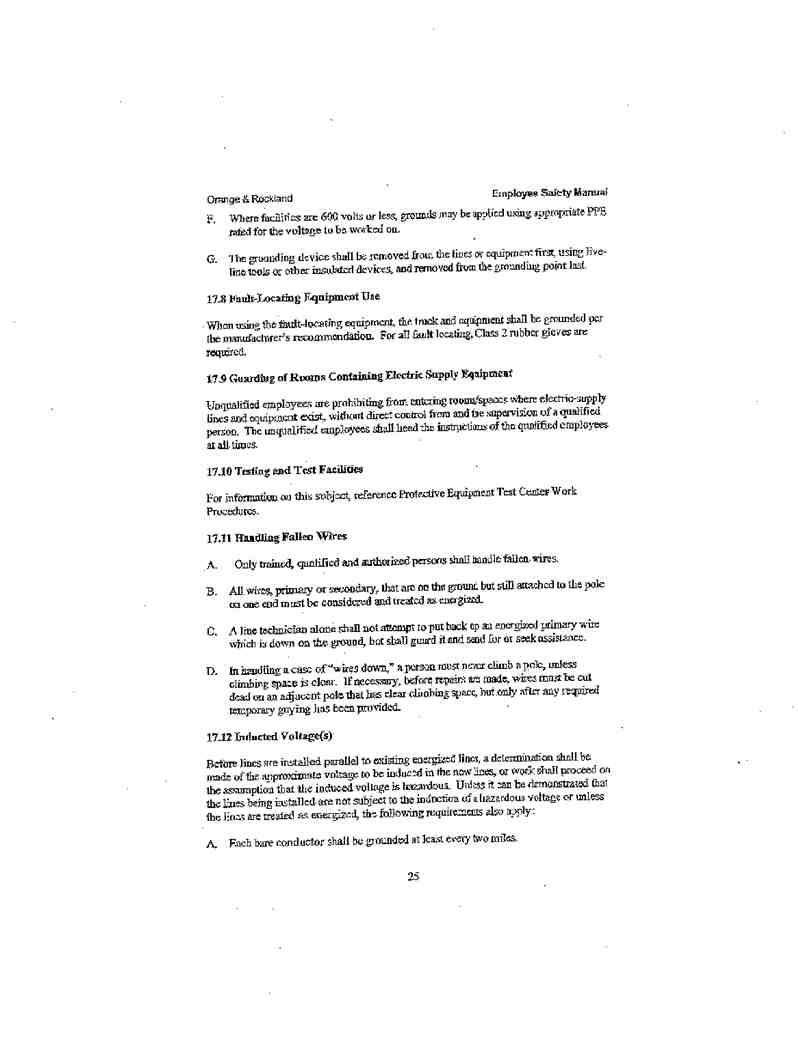 Orange & Rockland
Employee Safety Manual
F. Where facilities are 600 volts or less, grounds may be applied using appropriate PPE
rated for the voltage to be worked on.
G. The grounding device shall be removed from the lines or equipment first, using live-
line tools or other insulated devices, and removed from the grounding point last.
17.8 Fault-Locating Equipment Use
When using the fault-locating equipment, the truck and equipment shall be grounded per
the manufacturer's recommendation. For all fault locating, Class 2 rubber gloves are
required.
17.9 Guarding of Rooms Containing Electric Supply Equipment
Unqualified employees are prohibiting from entering rooms/spaces where electric-supply
lines and equipment exist, without direct control from and the supervision of a qualified
person. The unqualified employees shall heed the instructions of the qualified employees
at all times.
17.10 Testing and Test Facilities
For information on this subject, reference Protective Equipment Test Center Work
Procedures.
17.11 Handling Fallen Wires
A. Only trained, qualified and authorized persons shall handle fallen wires.
B. All wires, primary or secondary, that are on the ground but still attached to the pole
on one end must be considered and treated as energized.
C. A line technician alone shall not attempt to put back up an energized primary wire
which is down on the ground, but shall guard it and send for or seek assistance.
D. In handling a case of "wires down," a person must never climb a pole, unless
climbing space is clear. If necessary, before repairs are made, wires must be cut
dead on an adjacent pole that has clear climbing space, but only after any required
temporary guying has been provided.
17.12 Inducted Voltage(s)
Before lines are installed parallel to existing energized lines, a determination shall be
made of the approximate voltage to be induced in the new lines, or work shall proceed on
the assumption that the induced voltage is hazardous. Unless it can be demonstrated that
the lines being installed are not subject to the induction of a hazardous voltage or unless
the lines are treated as energized, the following requirements also apply:
A. Each bare conductor shall be grounded at least every two miles.
25